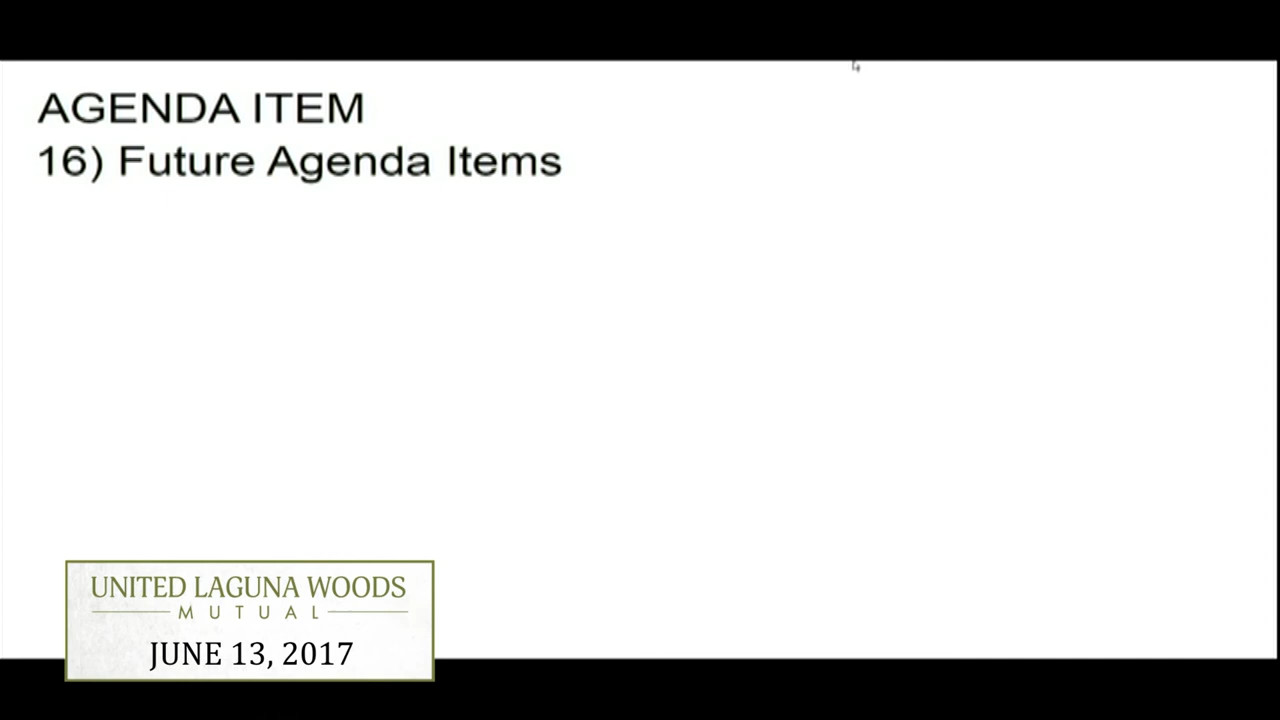 AGENDA ITEM
16) Future Agenda Items
UNITED LAGUNA WOODS
MUTUAL
JUNE 13, 2017